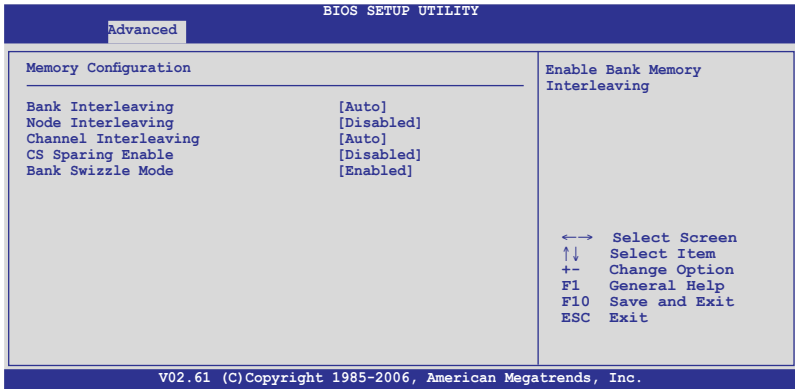 BIOS SETUP UTILITY
Advanced
Memory Configuration
Bank Interleaving [Auto]
Node Interleaving [Disabled]
Channel Interleaving [Auto]
CS Sparing Enable [Disabled]
Bank Swizzle Mode [Enabled]
Enable Bank Memory
Interleaving
←→ Select Screen
↑↓ Select Item
+- Change Option
F1 General Help
F10 Save and Exit
ESC Exit
V02.61 (C)Copyright 1985-2006, American Megatrends, Inc.